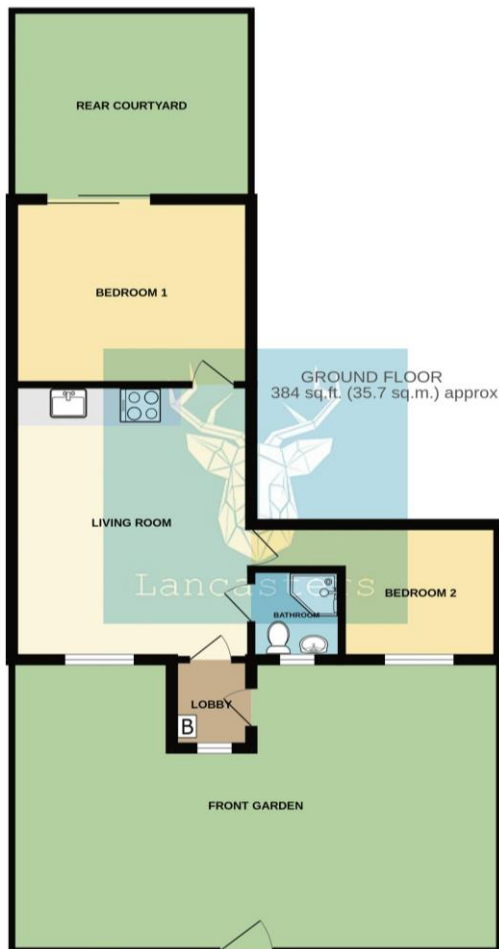 REAR COURTYARD
BEDROOM 1
GROUND FLOOR
384 sq.ft. (35.7 sq.m.) approx
LIVING ROOM
Lancasters
BATHROOM
BEDROOM 2
LOBBY
B
FRONT GARDEN